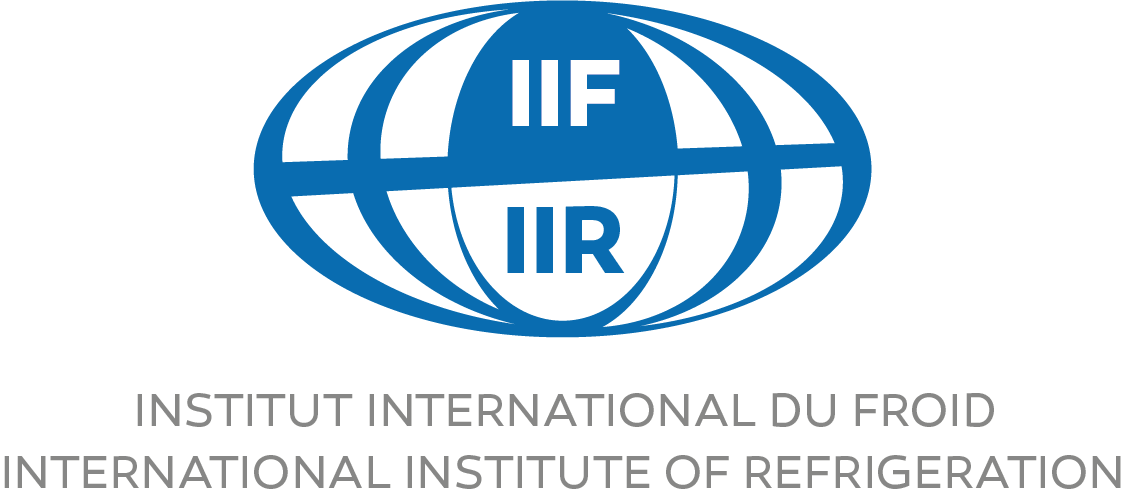 IIF
IIR
INSTITUT INTERNATIONAL DU FROID
INTERNATIONAL INSTITUTE OF REFRIGERATION